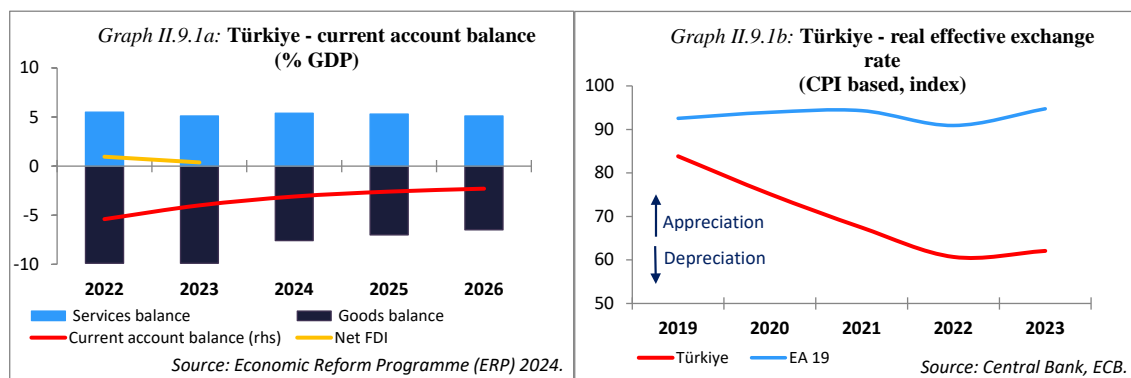 Graph II.9.1a: Türkiye - current account balance
(% GDP)
10
5
0
-5
-10
2022 2023 2024 2025 2026
Services balance Goods balance
Current account balance (rhs) Net FDI
Source: Economic Reform Programme (ERP) 2024.
Graph II.9.1b: Türkiye - real effective exchange
rate
(CPI based, index)
100
90
80
70
60
50
Appreciation
Depreciation
2019 2020 2021 2022 2023
Türkiye EA 19
Source: Central Bank, ECB.